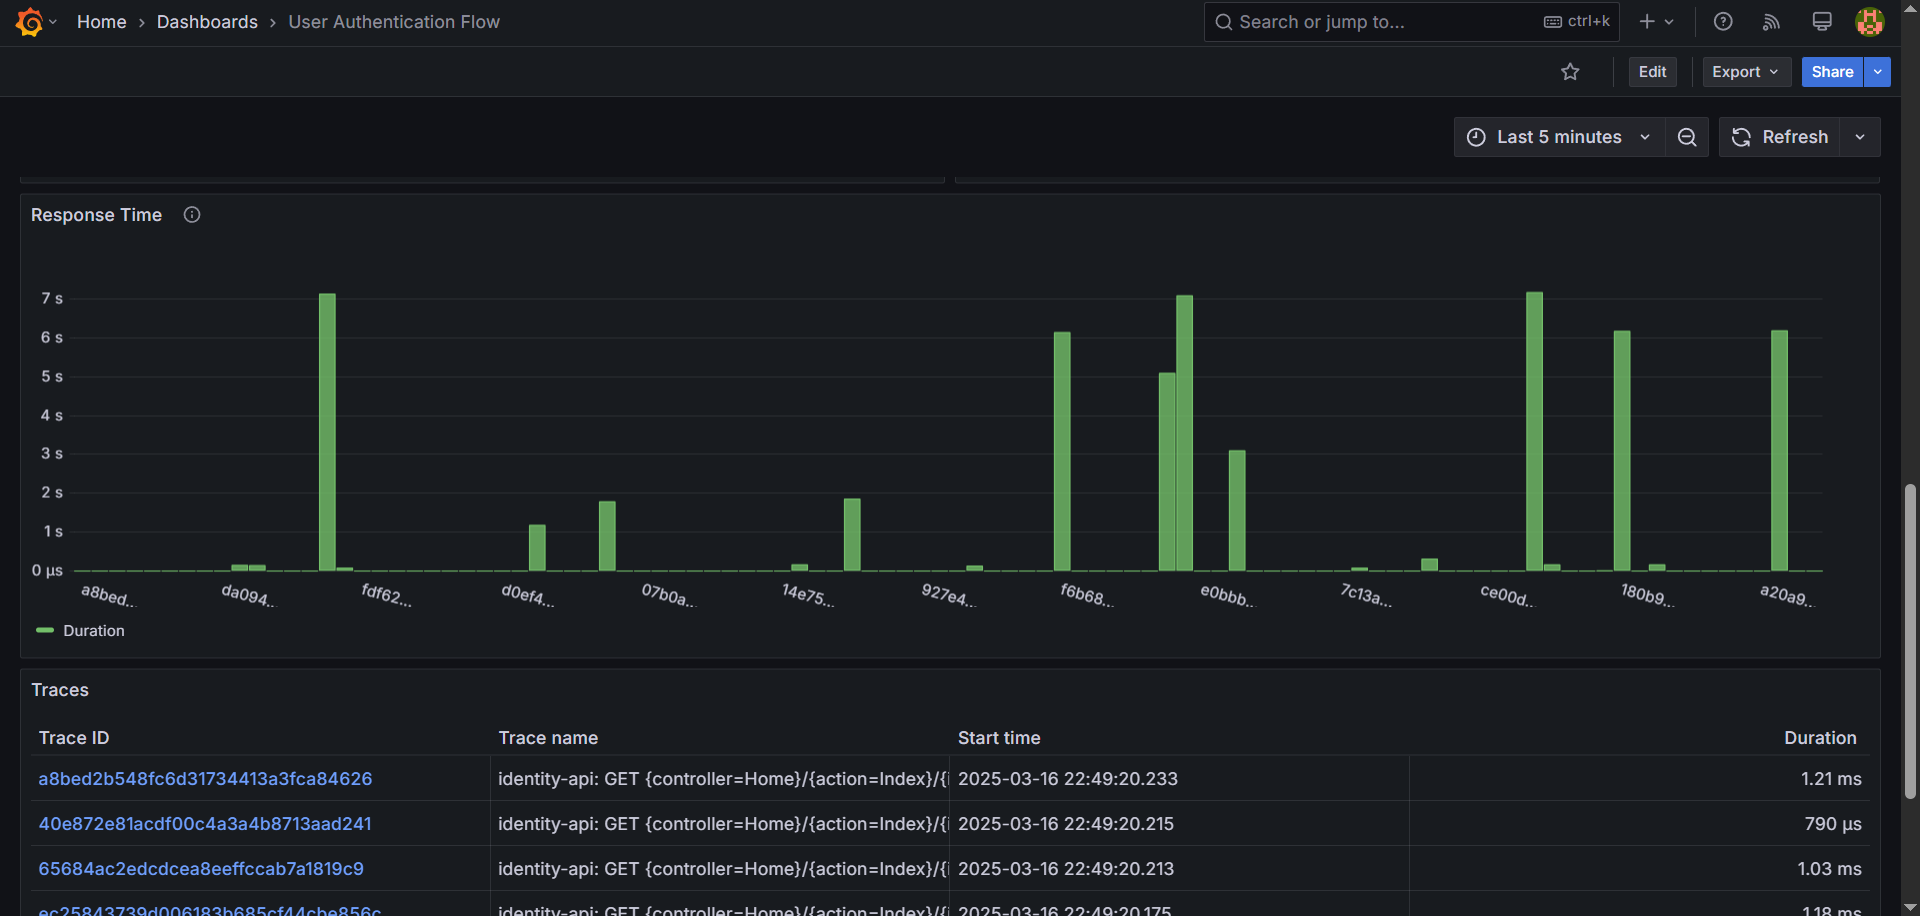 Home › Dashboards › User Authentication Flow
Search or jump to...
ctrl+k
Edit
Export
Share
Last 5 minutes
Refresh
Response Time
7 s
6 s
5 s
4 s
3 s
2 s
1 s
0 µs
a8bed...
da094...
fdf62...
d0ef4...
07b0a...
14e75...
927e4...
f6b68...
e0bbb...
7c13a...
ce00d...
180b9...
a20a9...
Duration
Traces
Trace ID Trace name Start time Duration
a8bed2b548fc6d31734413a3fca84626 identity-api: GET {controller=Home}/{action=Index}/{i 2025-03-16 22:49:20.233 1.21 ms
40e872e81acdf00c4a3a4b8713aad241 identity-api: GET {controller=Home}/{action=Index}/{i 2025-03-16 22:49:20.215 790 µs
65684ac2edcdcea8eeffccab7a1819c9 identity-api: GET {controller=Home}/{action=Index}/{i 2025-03-16 22:49:20.213 1.03 ms
ec25843739d006183b685cf44cbe856c identity-api: GET {controller=Home}/{action=Index}/{i 2025-03-16 22:49:20.175 1.18 ms